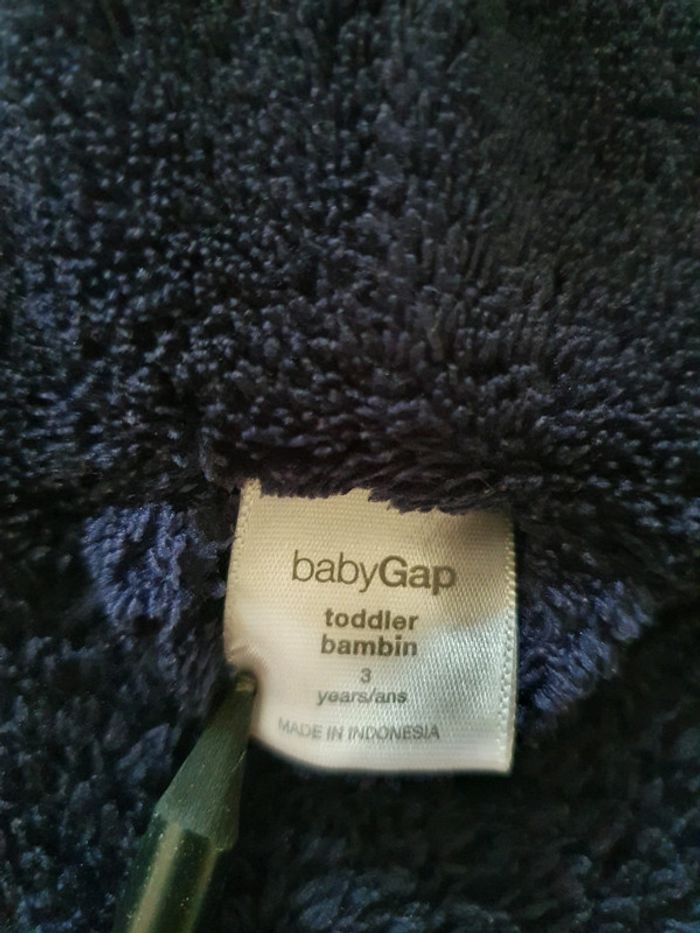 babyGap
toddler
bambin
3
years/ans
MADE IN INDONESIA